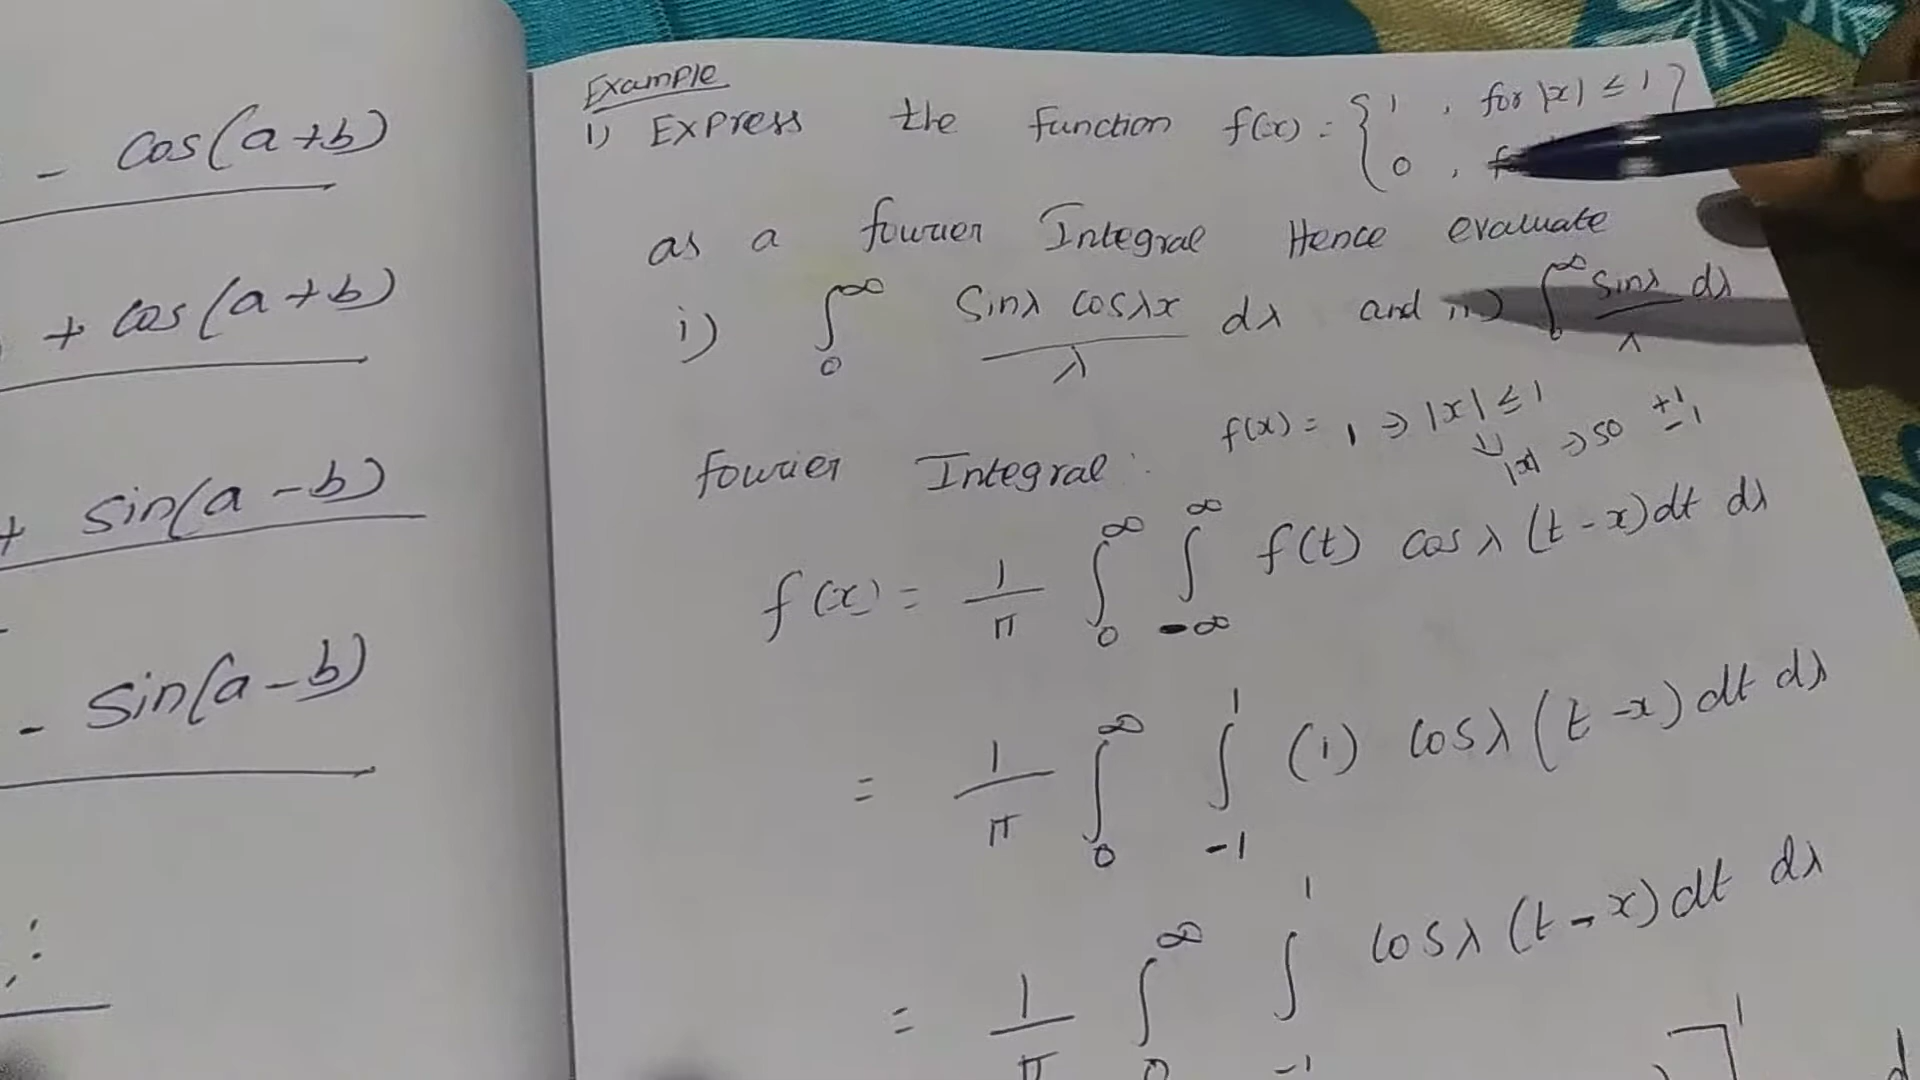 - cos(a+b)
+ cos(a+b)
+ sin(a-b)
- sin(a-b)
Example
1) Express the function f(x) = { 1 , for |x| ≤ 1 }
0 ,
as a fourier Integral Hence evaluate
i) ∫₀^∞ sinλ cosλx / λ dλ and ii) ∫₀^∞ sinλ / λ dλ
f(x) = 1 ⇒ |x| ≤ 1
|x| ⇒ so ±1
fourier Integral :
f(x) = 1/π ∫₀^∞ ∫₋∞^∞ f(t) cos λ (t-x) dt dλ
= 1/π ∫₀^∞ ∫₋₁^1 (1) cosλ (t-x) dt dλ
= 1/π ∫₀^∞ ∫₋₁^1 cosλ (t-x) dt dλ
] 1 d